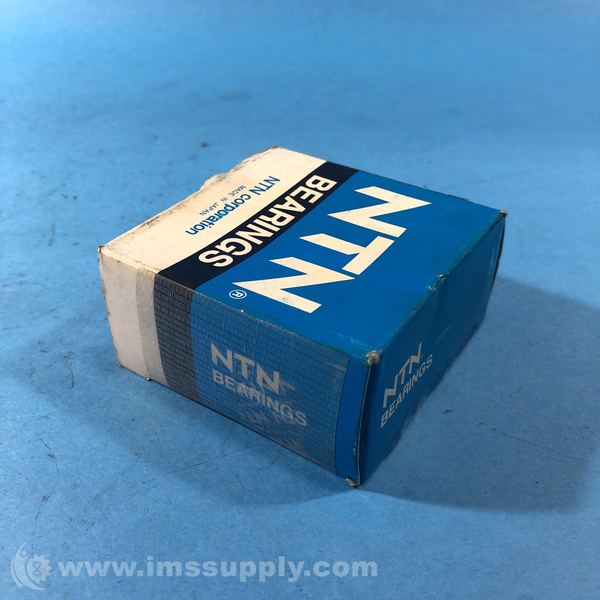 NTN®
BEARINGS
NTN corporation
MADE IN JAPAN
NTN
BEARINGS
NTN
BEARINGS
www.imssupply.com